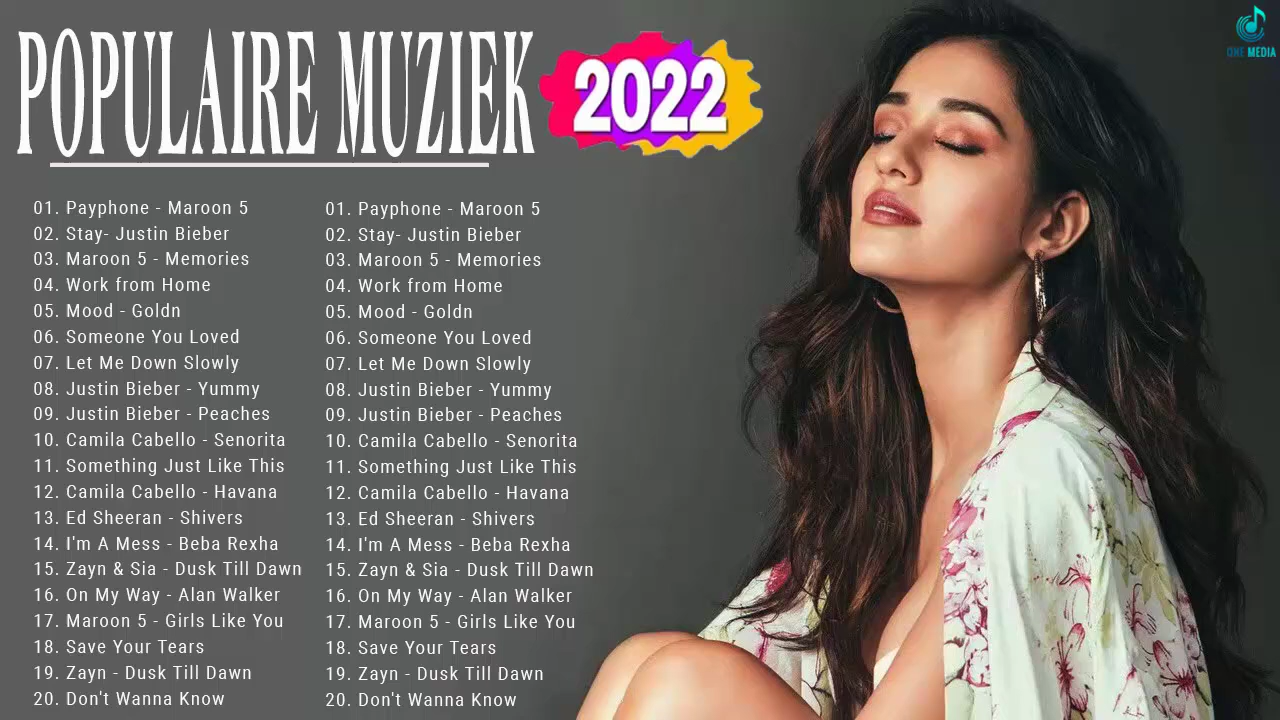 POPULAIRE MUZIEK 2022
ONE MEDIA
01. Payphone - Maroon 5
02. Stay- Justin Bieber
03. Maroon 5 - Memories
04. Work from Home
05. Mood - Goldn
06. Someone You Loved
07. Let Me Down Slowly
08. Justin Bieber - Yummy
09. Justin Bieber - Peaches
10. Camila Cabello - Senorita
11. Something Just Like This
12. Camila Cabello - Havana
13. Ed Sheeran - Shivers
14. I'm A Mess - Beba Rexha
15. Zayn & Sia - Dusk Till Dawn
16. On My Way - Alan Walker
17. Maroon 5 - Girls Like You
18. Save Your Tears
19. Zayn - Dusk Till Dawn
20. Don't Wanna Know
01. Payphone - Maroon 5
02. Stay- Justin Bieber
03. Maroon 5 - Memories
04. Work from Home
05. Mood - Goldn
06. Someone You Loved
07. Let Me Down Slowly
08. Justin Bieber - Yummy
09. Justin Bieber - Peaches
10. Camila Cabello - Senorita
11. Something Just Like This
12. Camila Cabello - Havana
13. Ed Sheeran - Shivers
14. I'm A Mess - Beba Rexha
15. Zayn & Sia - Dusk Till Dawn
16. On My Way - Alan Walker
17. Maroon 5 - Girls Like You
18. Save Your Tears
19. Zayn - Dusk Till Dawn
20. Don't Wanna Know